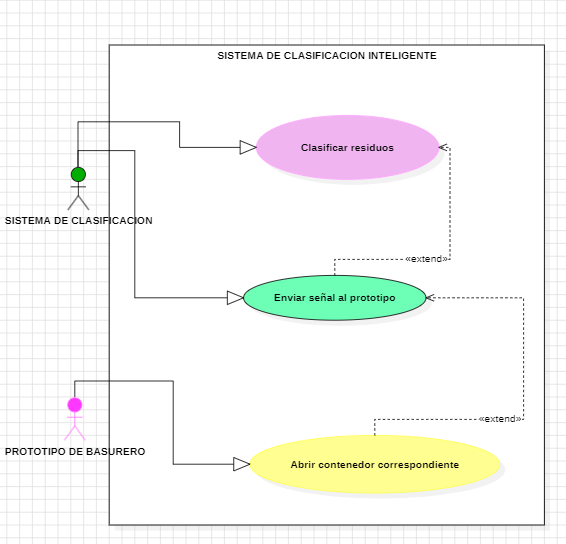 SISTEMA DE CLASIFICACION INTELIGENTE
Clasificar residuos
SISTEMA DE CLASIFICACION
«extend»
Enviar señal al prototipo
«extend»
PROTOTIPO DE BASURERO
Abrir contenedor correspondiente